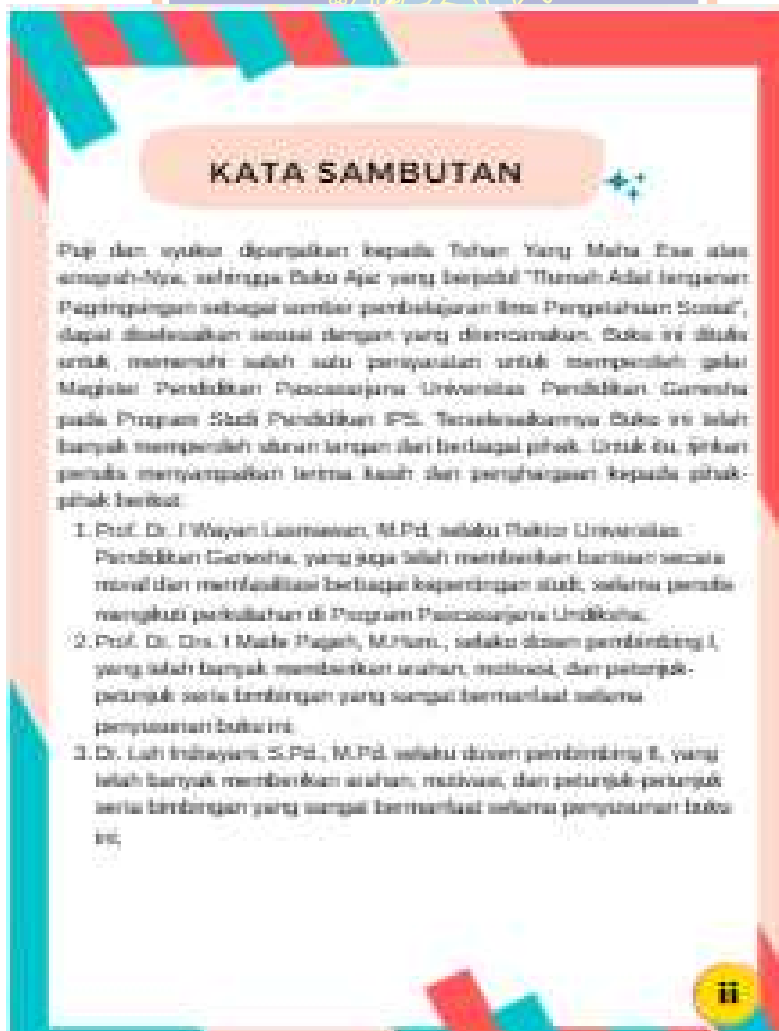 KATA SAMBUTAN
Puji dan syukur dipanjatkan kepada Tuhan Yang Maha Esa atas
anugrah-Nya, sehingga Buku Ajar yang berjudul "Rumah Adat tenganan
Pegringsingan sebagai sumber pembelajaran Ilmu Pengetahuan Sosial",
dapat diselesaikan sesuai dengan yang direncanakan. Buku ini ditulis
untuk memenuhi salah satu persyaratan untuk memperoleh gelar
Magister Pendidikan Pascasarjana Universitas Pendidikan Ganesha
pada Program Studi Pendidikan IPS. Terselesaikannya Buku ini telah
banyak memperoleh uluran tangan dari berbagai pihak. Untuk itu, ijinkan
penulis menyampaikan terima kasih dan penghargaan kepada pihak-
pihak berikut.
1. Prof. Dr. I Wayan Lasmawan, M.Pd, selaku Rektor Universitas
Pendidikan Ganesha, yang juga telah memberikan bantuan secara
moral dan memfasilitasi berbagai kepentingan studi, selama penulis
mengikuti perkuliahan di Program Pascasarjana Undiksha.
2. Prof. Dr. Drs. I Made Pageh, M.Hum., selaku dosen pembimbing I,
yang telah banyak memberikan arahan, motivasi, dan petunjuk-
petunjuk serta bimbingan yang sangat bermanfaat selama
penyusunan buku ini.
3. Dr. Luh Indrayani, S.Pd., M.Pd. selaku dosen pembimbing II, yang
telah banyak memberikan arahan, motivasi, dan petunjuk-petunjuk
serta bimbingan yang sangat bermanfaat selama penyusunan buku
ini.
ii